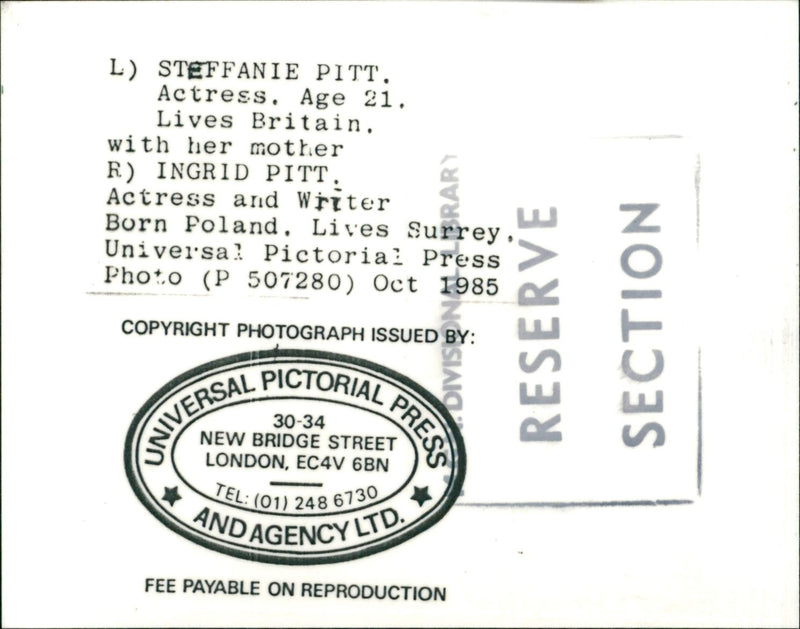 L) STEFFANIE PITT.
Actress. Age 21.
Lives Britain.
with her mother
R) INGRID PITT.
Actress and Writer
Born Poland. Lives Surrey.
Universal Pictorial Press
Photo (P 507280) Oct 1985
COPYRIGHT PHOTOGRAPH ISSUED BY:
UNIVERSAL PICTORIAL PRESS
30-34
NEW BRIDGE STREET
LONDON, EC4V 6BN
TEL: (01) 248 6730
AND AGENCY LTD.
FEE PAYABLE ON REPRODUCTION
DIVISIONAL LIBRARY
RESERVE
SECTION